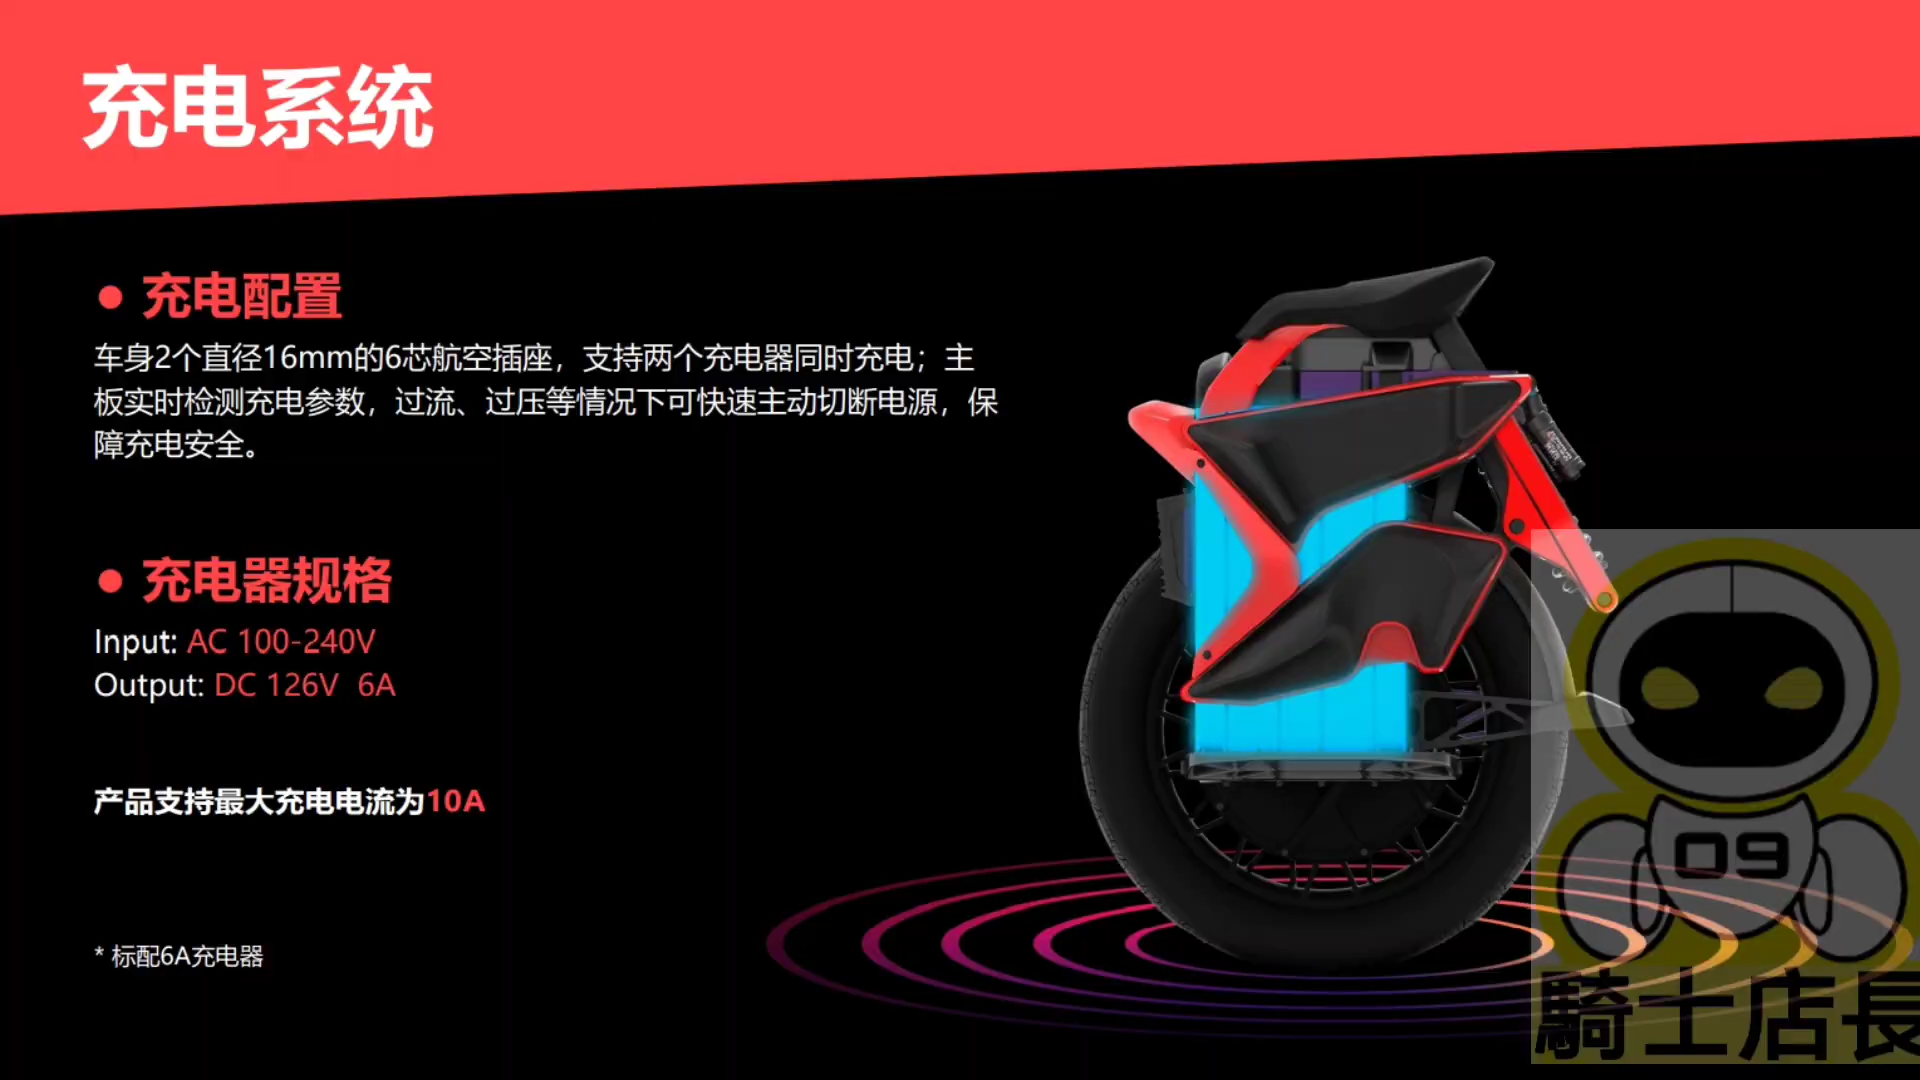 充电系统
● 充电配置
车身2个直径16mm的6芯航空插座，支持两个充电器同时充电；主
板实时检测充电参数，过流、过压等情况下可快速主动切断电源，保
障充电安全。
● 充电器规格
Input: AC 100-240V
Output: DC 126V 6A
产品支持最大充电电流为10A
* 标配6A充电器
09
騎士店長